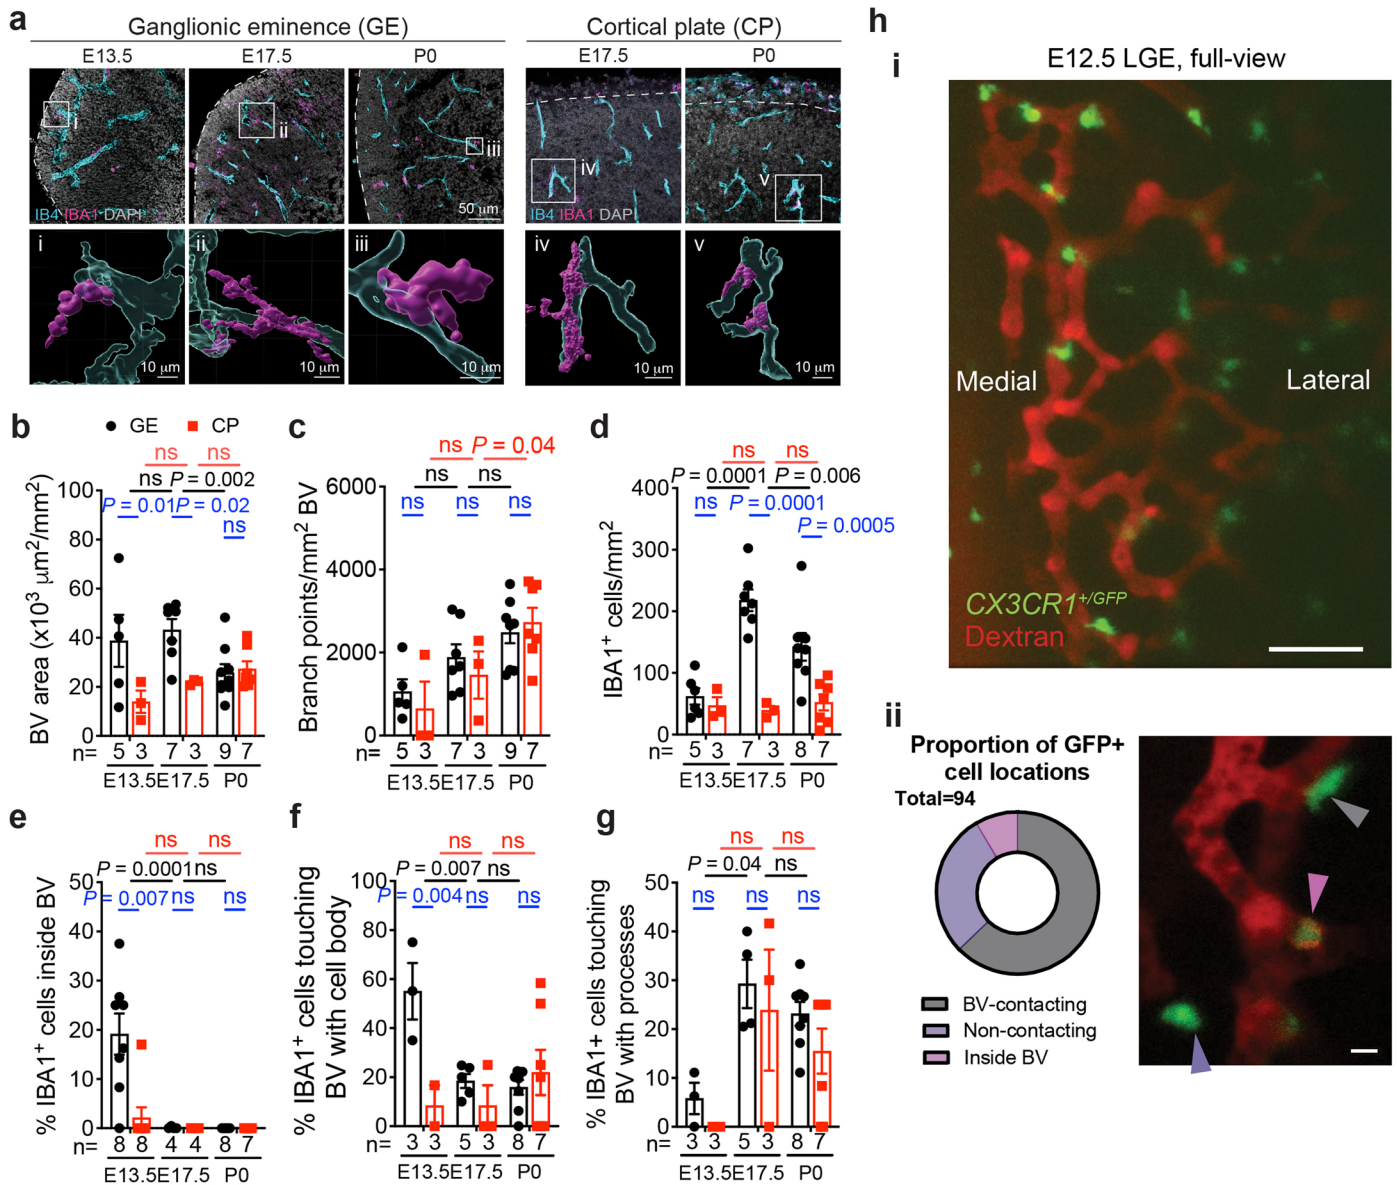 a
Ganglionic eminence (GE)
Cortical plate (CP)
E13.5
E17.5
P0
E17.5
P0
i
ii
iii
iv
v
IB4 IBA1 DAPI
50 μm
IB4 IBA1 DAPI
i
ii
iii
iv
v
10 μm
10 μm
10 μm
10 μm
10 μm
b
GE
CP
ns
ns
ns
P = 0.002
P = 0.01
P = 0.02
ns
BV area (x10³ μm²/mm²)
100
80
60
40
20
0
n=
5
3
7
3
9
7
E13.5
E17.5
P0
c
ns
P = 0.04
ns
ns
ns
ns
ns
Branch points/mm² BV
6000
4000
2000
0
n=
5
3
7
3
9
7
E13.5
E17.5
P0
d
ns
ns
P = 0.0001
P = 0.006
ns
P = 0.0001
P = 0.0005
IBA1⁺ cells/mm²
400
300
200
100
0
n=
5
3
7
3
8
7
E13.5
E17.5
P0
e
ns
ns
P = 0.0001
ns
P = 0.007
ns
ns
% IBA1⁺ cells inside BV
50
40
30
20
10
0
n=
8
8
4
4
8
7
E13.5
E17.5
P0
f
ns
ns
P = 0.007
ns
P = 0.004
ns
ns
% IBA1⁺ cells touching
BV with cell body
100
80
60
40
20
0
n=
3
3
5
3
8
7
E13.5
E17.5
P0
g
ns
ns
P = 0.04
ns
ns
ns
ns
% IBA1+ cells touching
BV with processes
50
40
30
20
10
0
n=
3
3
5
3
8
7
E13.5
E17.5
P0
h
i
E12.5 LGE, full-view
Medial
Lateral
CX3CR1⁺/ᴳᶠᴾ
Dextran
ii
Proportion of GFP+
cell locations
Total=94
BV-contacting
Non-contacting
Inside BV